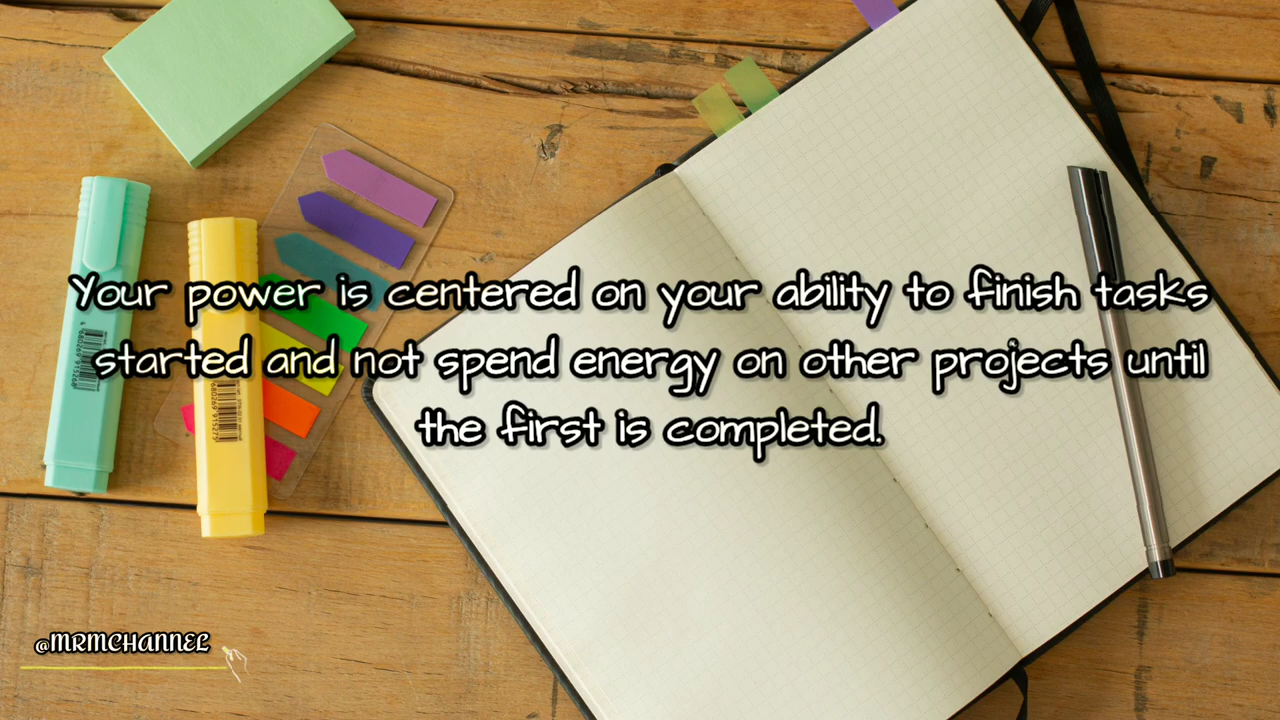 Your power is centered on your ability to finish tasks
started and not spend energy on other projects until
the first is completed.
@MRMCHANNEL